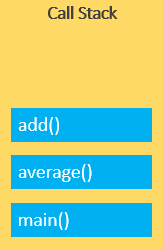 Call Stack
add()
average()
main()